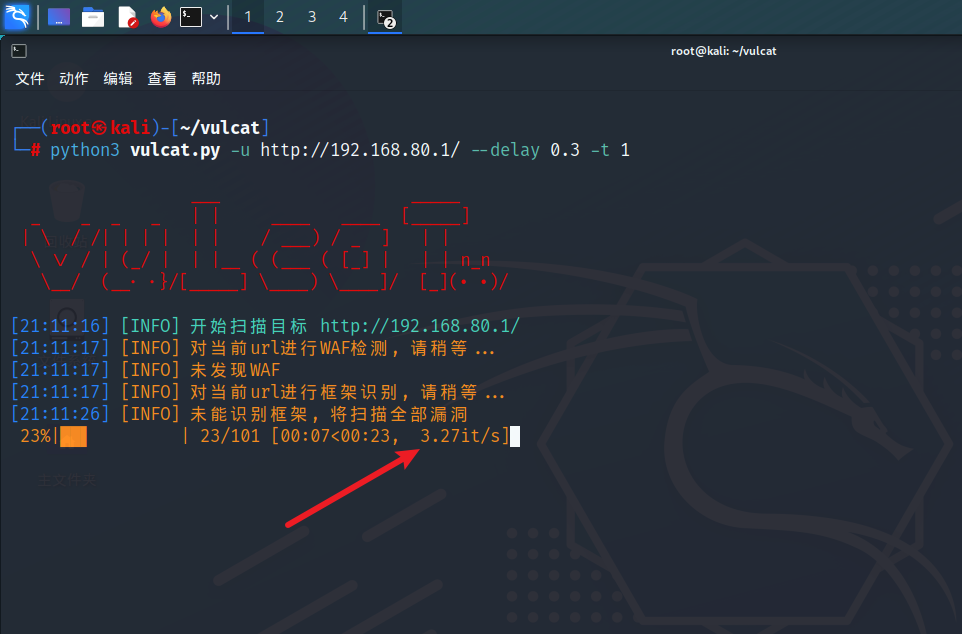 1 2 3 4 2
root@kali: ~/vulcat
文件 动作 编辑 查看 帮助
┌──(root㉿kali)-[~/vulcat]
└─# python3 vulcat.py -u http://192.168.80.1/ --delay 0.3 -t 1
vulcaT
[21:11:16] [INFO] 开始扫描目标 http://192.168.80.1/
[21:11:17] [INFO] 对当前url进行WAF检测, 请稍等...
[21:11:17] [INFO] 未发现WAF
[21:11:17] [INFO] 对当前url进行框架识别, 请稍等...
[21:11:26] [INFO] 未能识别框架, 将扫描全部漏洞
23%|███ | 23/101 [00:07<00:23, 3.27it/s]
主文件夹